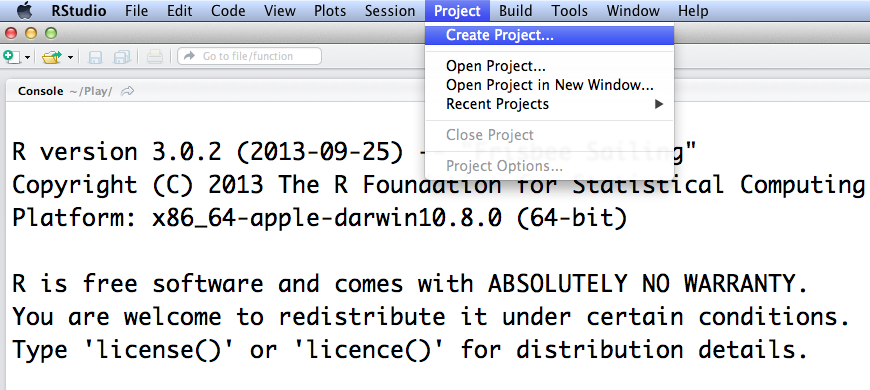 RStudio File Edit Code View Plots Session Project Build Tools Window Help
Create Project...
Go to file/function
Open Project...
Open Project in New Window...
Recent Projects
Close Project
Project Options...
Console ~/Play/
R version 3.0.2 (2013-09-25) -- "Frisbee Sailing"
Copyright (C) 2013 The R Foundation for Statistical Computing
Platform: x86_64-apple-darwin10.8.0 (64-bit)
R is free software and comes with ABSOLUTELY NO WARRANTY.
You are welcome to redistribute it under certain conditions.
Type 'license()' or 'licence()' for distribution details.